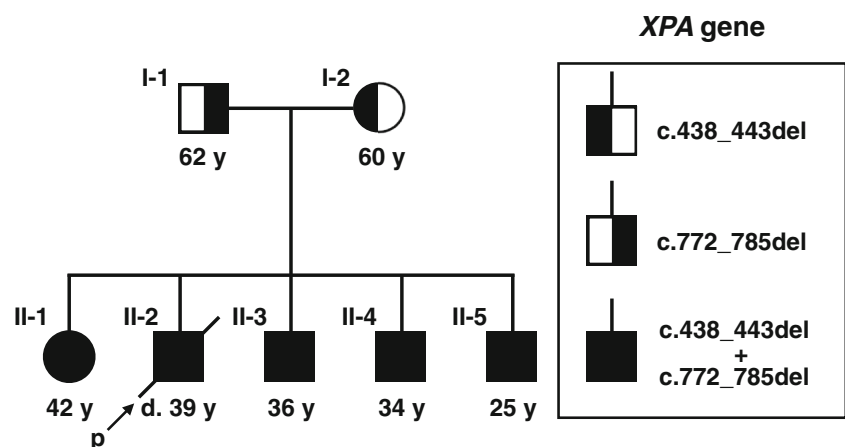 XPA gene
I-1
I-2
62 y
60 y
c.438_443del
c.772_785del
c.438_443del
+
c.772_785del
II-1
II-2
II-3
II-4
II-5
42 y
d. 39 y
36 y
34 y
25 y
p